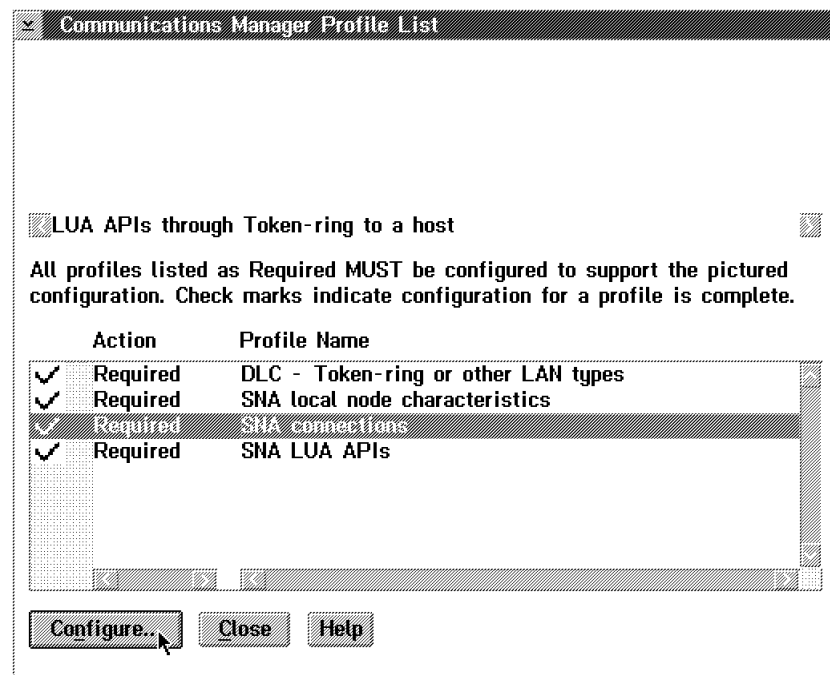 Communications Manager Profile List
LUA APIs through Token-ring to a host
All profiles listed as Required MUST be configured to support the pictured
configuration. Check marks indicate configuration for a profile is complete.
Action Profile Name
Required DLC - Token-ring or other LAN types
Required SNA local node characteristics
Required SNA connections
Required SNA LUA APIs
Configure... Close Help